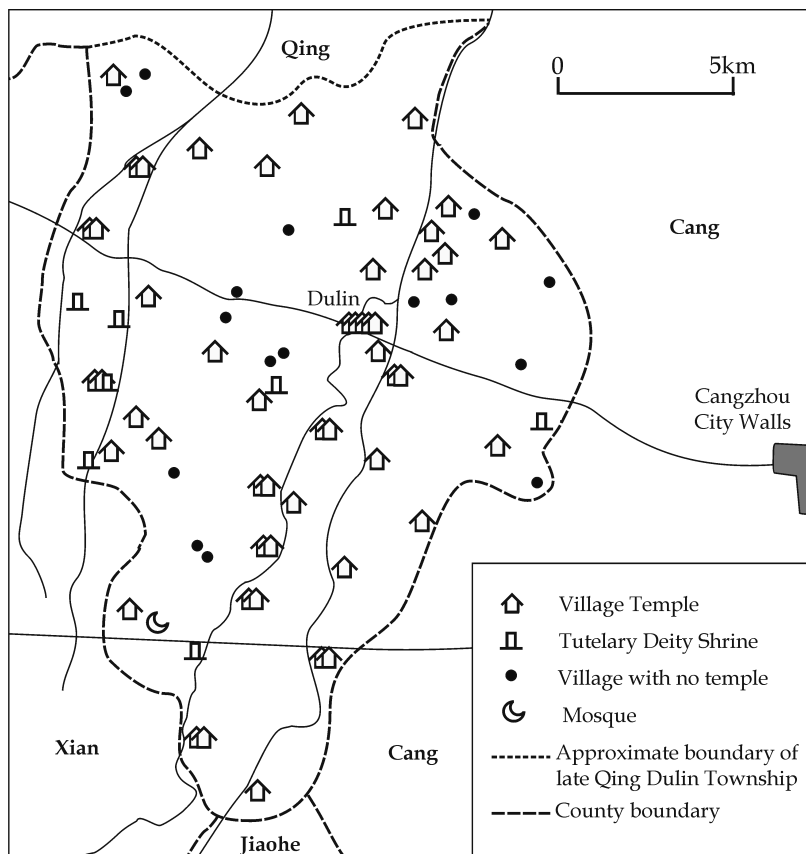 Qing
0 5km
Cang
Dulin
Cangzhou
City Walls
Village Temple
Tutelary Deity Shrine
Village with no temple
Mosque
Approximate boundary of
late Qing Dulin Township
County boundary
Xian
Cang
Jiaohe